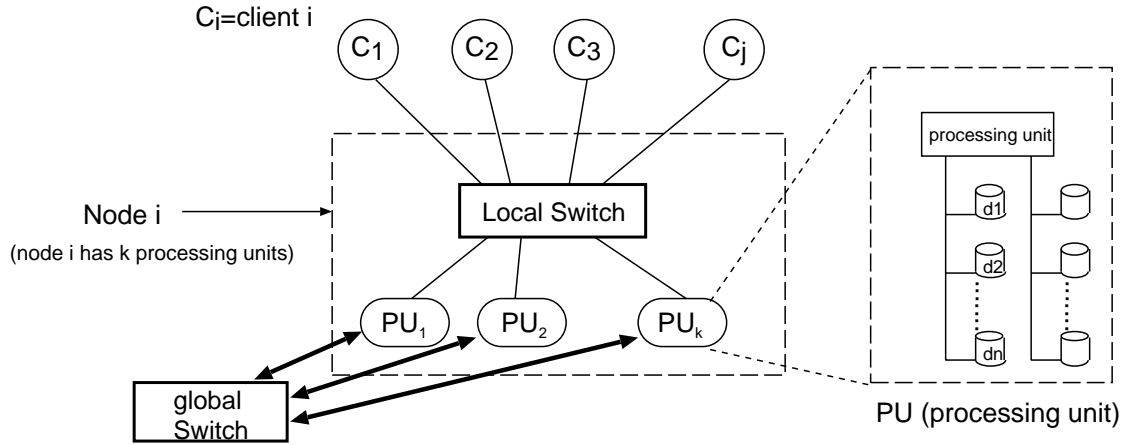 Ci=client i
C1
C2
C3
Cj
processing unit
d1
d2
dn
Local Switch
Node i
(node i has k processing units)
PU1
PU2
PUk
global
Switch
PU (processing unit)